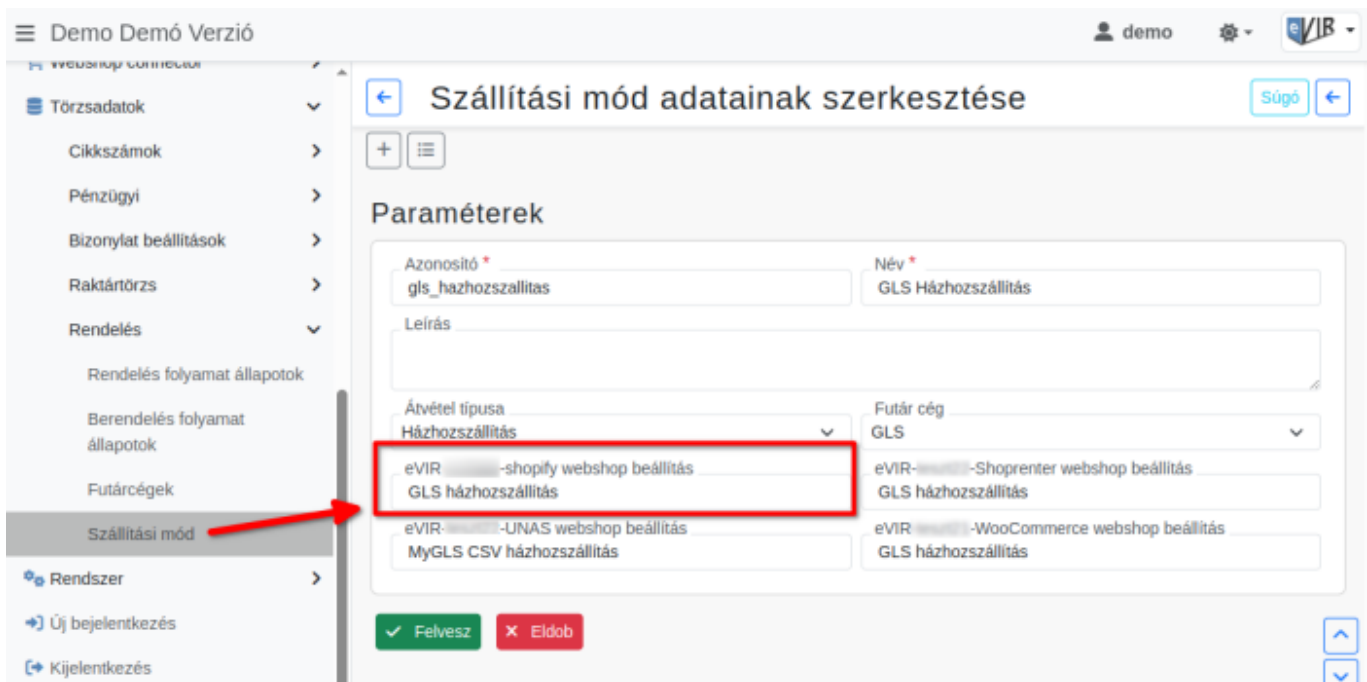 Demo Demó Verzió
demo
eVIR
Webshop connector
Törzsadatok
Cikkszámok
Pénzügyi
Bizonylat beállítások
Raktártörzs
Rendelés
Rendelés folyamat állapotok
Berendelés folyamat
állapotok
Futárcégek
Szállítási mód
Rendszer
Új bejelentkezés
Kijelentkezés
Szállítási mód adatainak szerkesztése
Súgó
Paraméterek
Azonosító *
gls_hazhozszallitas
Név *
GLS Házhozszállítás
Leírás
Átvétel típusa
Házhozszállítás
Futár cég
GLS
eVIR -shopify webshop beállítás
GLS házhozszállítás
eVIR- -Shoprenter webshop beállítás
GLS házhozszállítás
eVIR- -UNAS webshop beállítás
MyGLS CSV házhozszállítás
eVIR -WooCommerce webshop beállítás
GLS házhozszállítás
Felvesz
Eldob